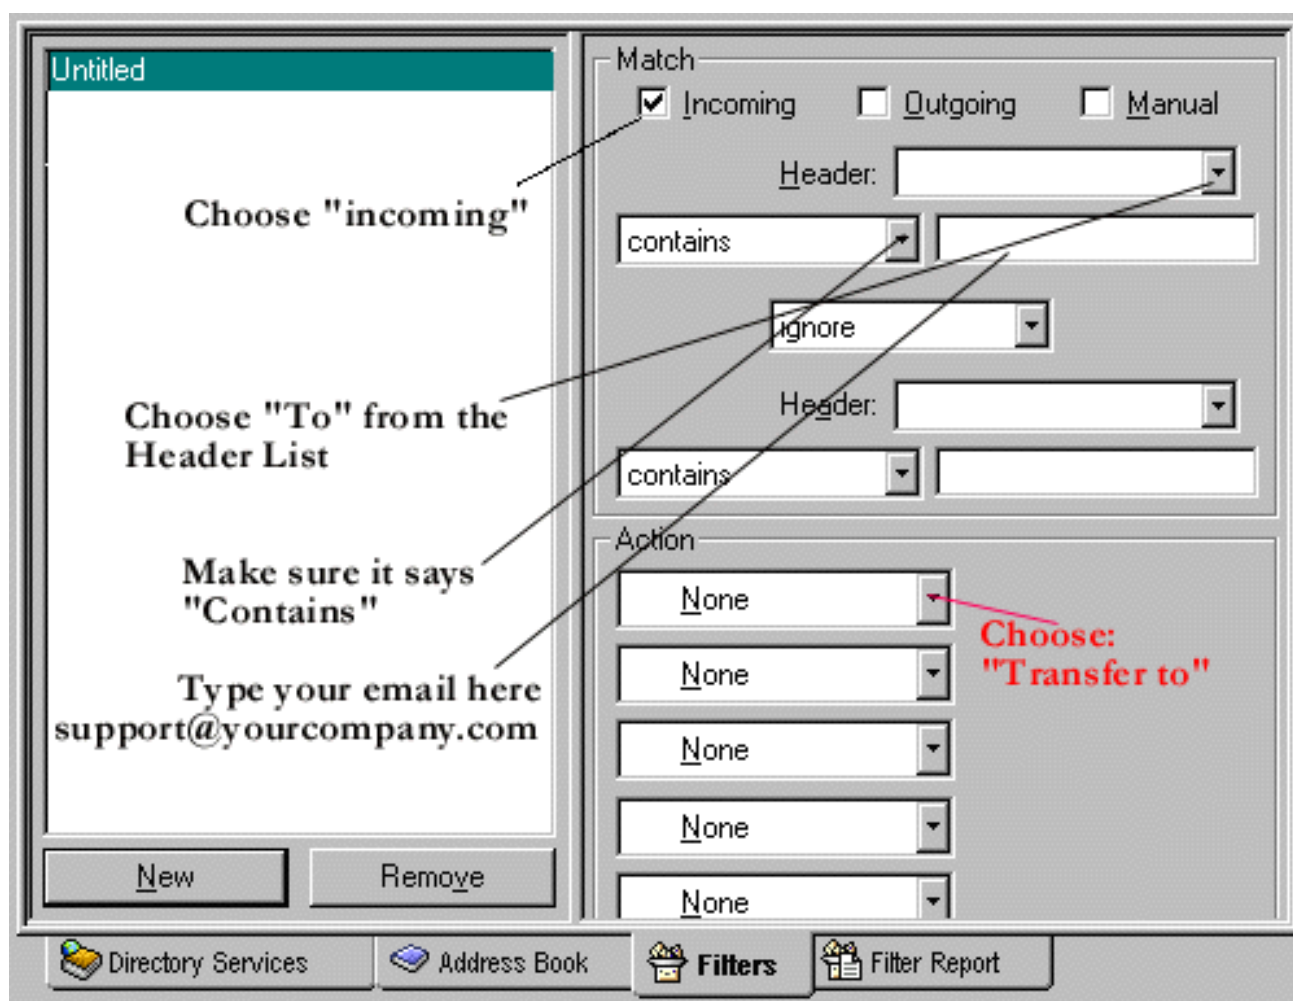 Untitled
Choose "incoming"
Choose "To" from the
Header List
Make sure it says
"Contains"
Type your email here
support@yourcompany.com
New Remove
Match
Incoming Outgoing Manual
Header:
contains
ignore
Header:
contains
Action
None
Choose:
"Transfer to"
None
None
None
None
Directory Services Address Book Filters Filter Report